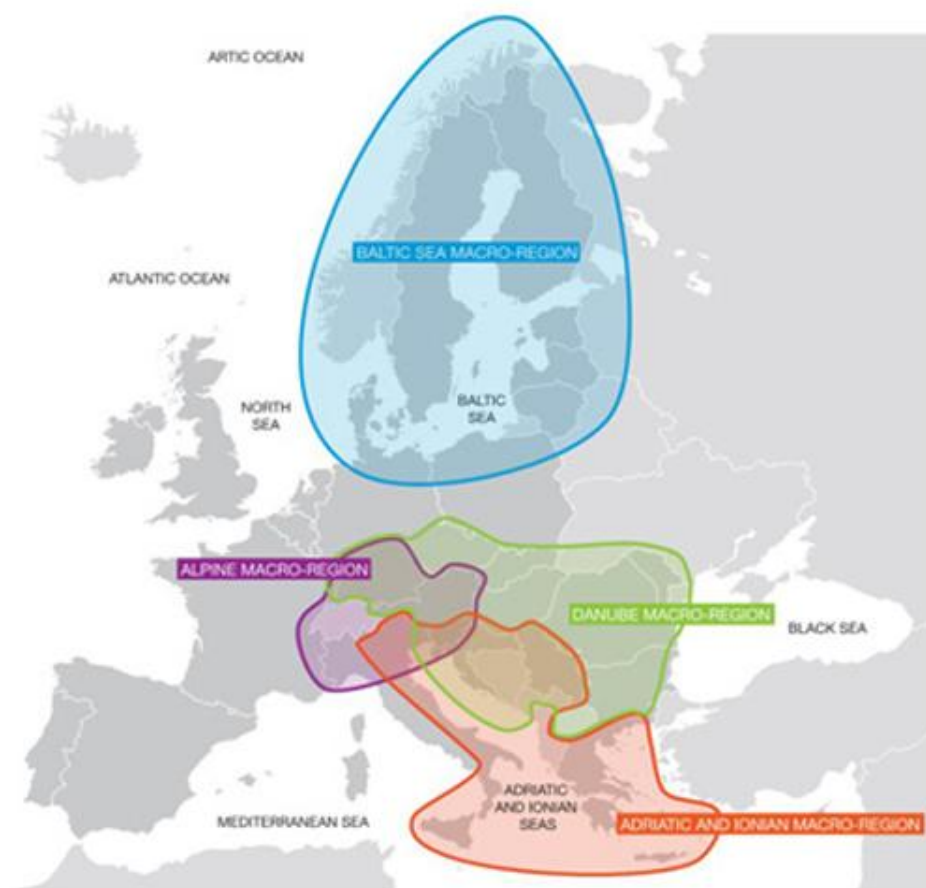 ARTIC OCEAN
BALTIC SEA MACRO-REGION
ATLANTIC OCEAN
NORTH
SEA
BALTIC
SEA
ALPINE MACRO-REGION
DANUBE MACRO-REGION
BLACK SEA
ADRIATIC
AND IONIAN
SEAS
MEDITERRANEAN SEA
ADRIATIC AND IONIAN MACRO-REGION